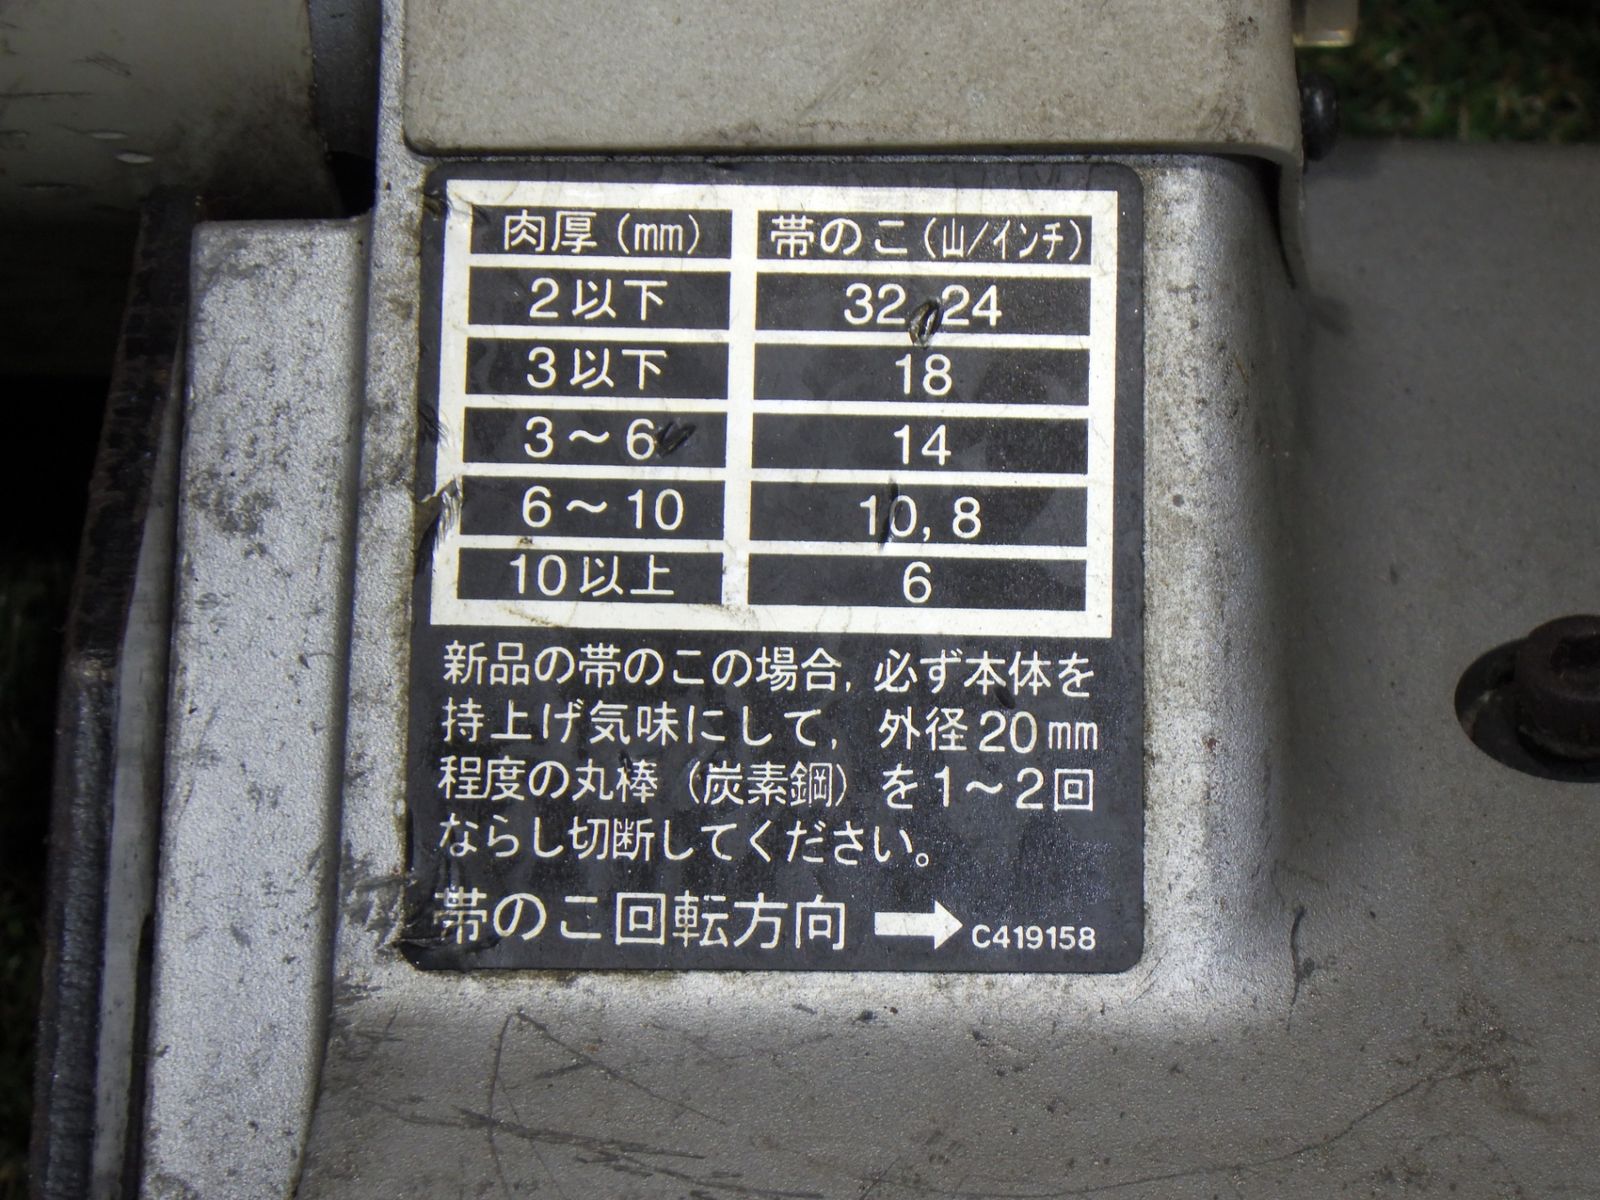 肉厚(mm) 帯のこ(山/インチ)
2以下 32,24
3以下 18
3～6 14
6～10 10,8
10以上 6
新品の帯のこの場合,必ず本体を
持上げ気味にして,外径20mm
程度の丸棒(炭素鋼)を1～2回
ならし切断してください。
帯のこ回転方向 → C419158